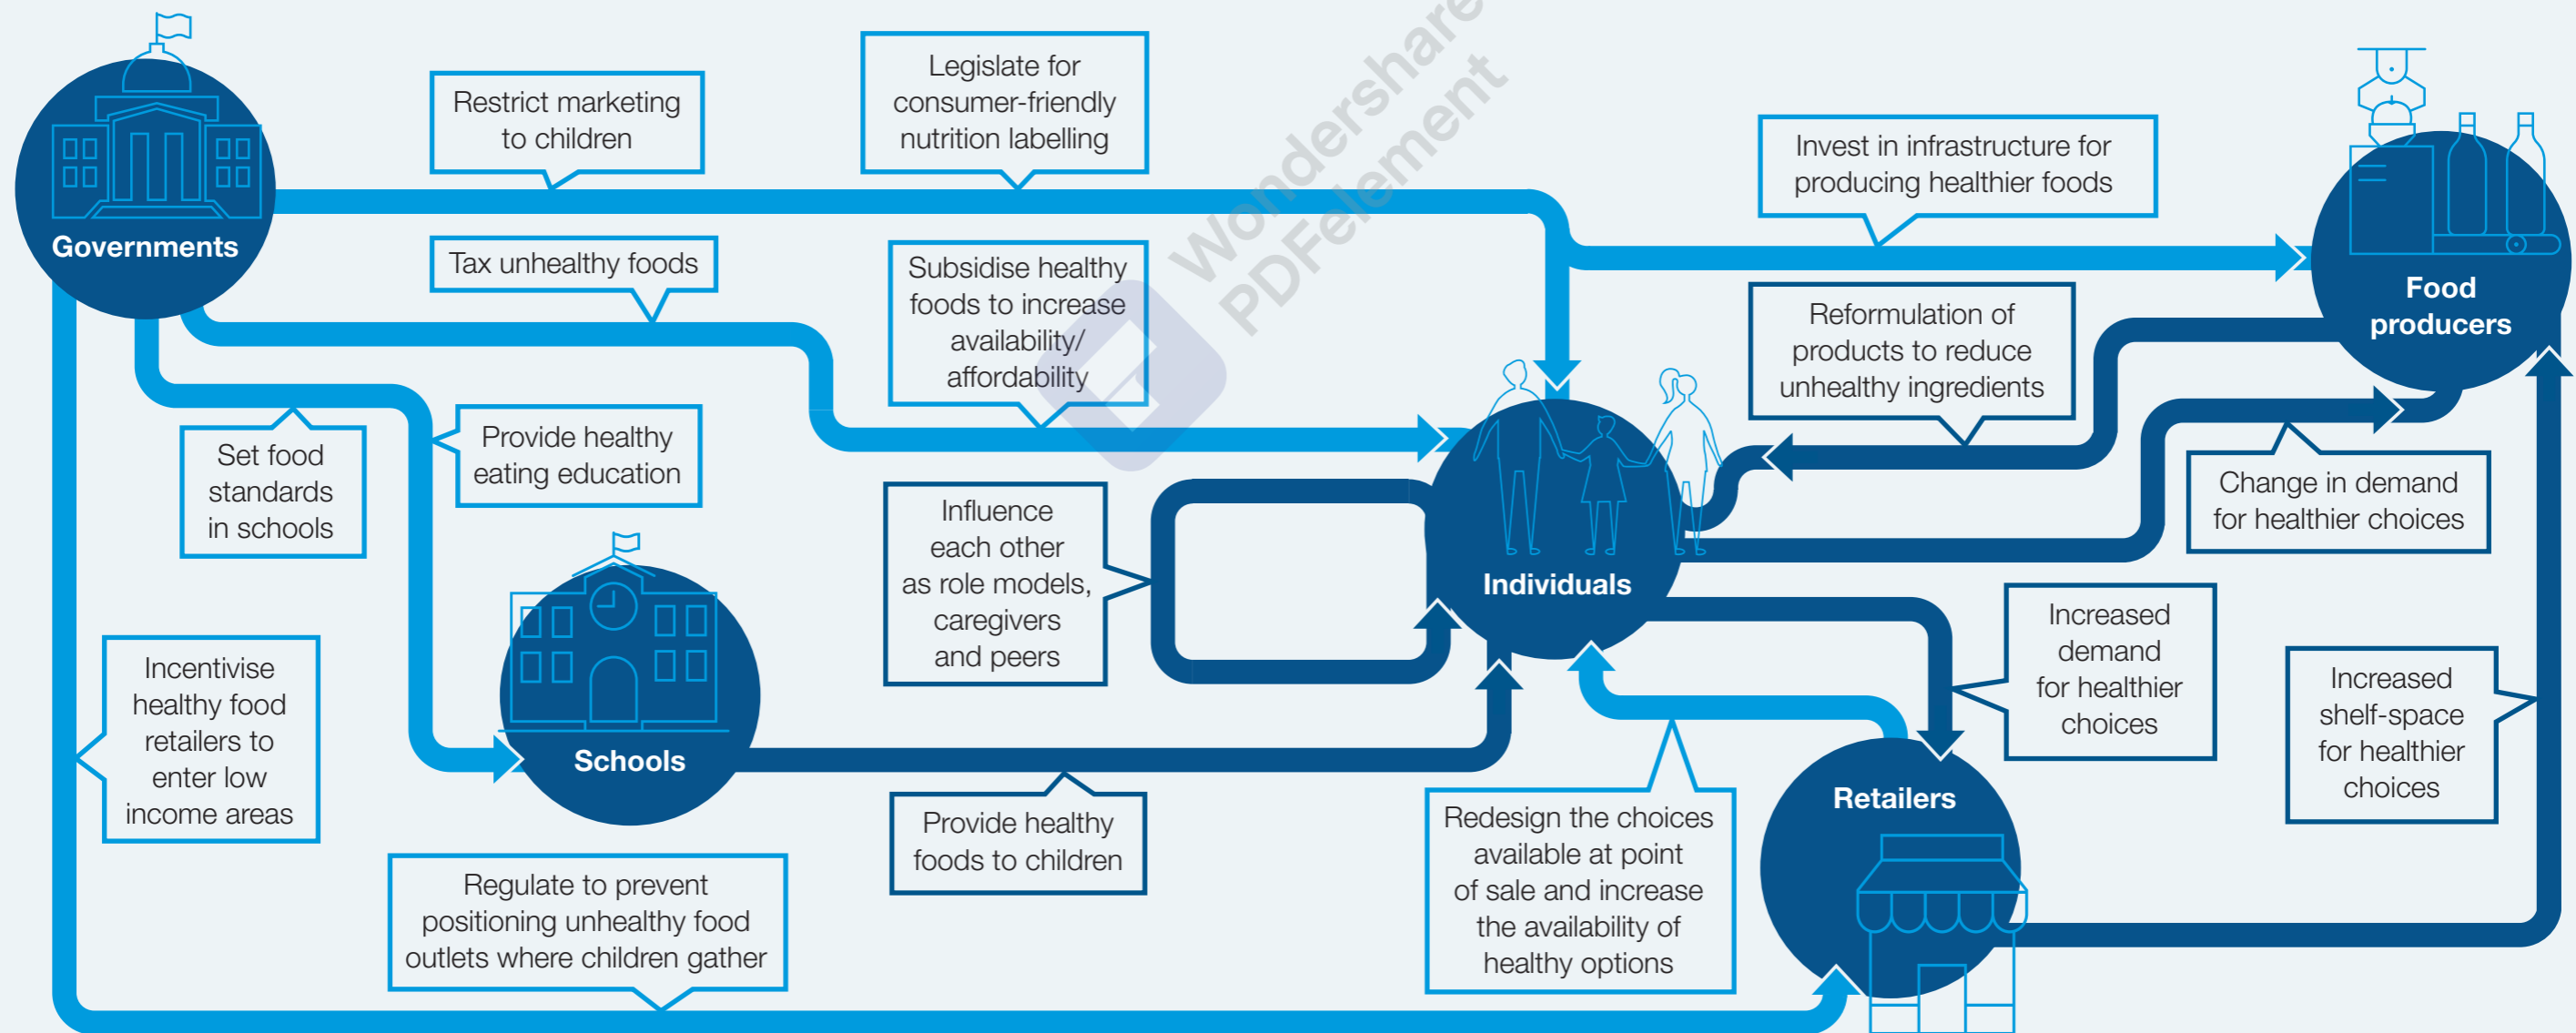 Governments
Restrict marketing
to children
Legislate for
consumer-friendly
nutrition labelling
Wondershare
PDFelement
Invest in infrastructure for
producing healthier foods
Food
producers
Tax unhealthy foods
Subsidise healthy
foods to increase
availability/
affordability
Reformulation of
products to reduce
unhealthy ingredients
Set food
standards
in schools
Provide healthy
eating education
Influence
each other
as role models,
caregivers
and peers
Individuals
Change in demand
for healthier choices
Incentivise
healthy food
retailers to
enter low
income areas
Schools
Increased
demand
for healthier
choices
Increased
shelf-space
for healthier
choices
Provide healthy
foods to children
Retailers
Redesign the choices
available at point
of sale and increase
the availability of
healthy options
Regulate to prevent
positioning unhealthy food
outlets where children gather